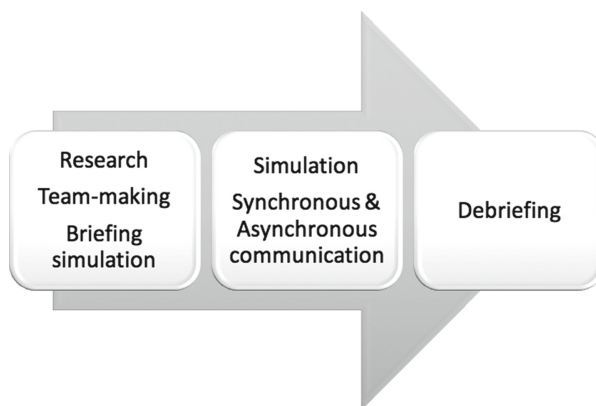 Research
Team-making
Briefing
simulation
Simulation
Synchronous &
Asynchronous
communication
Debriefing